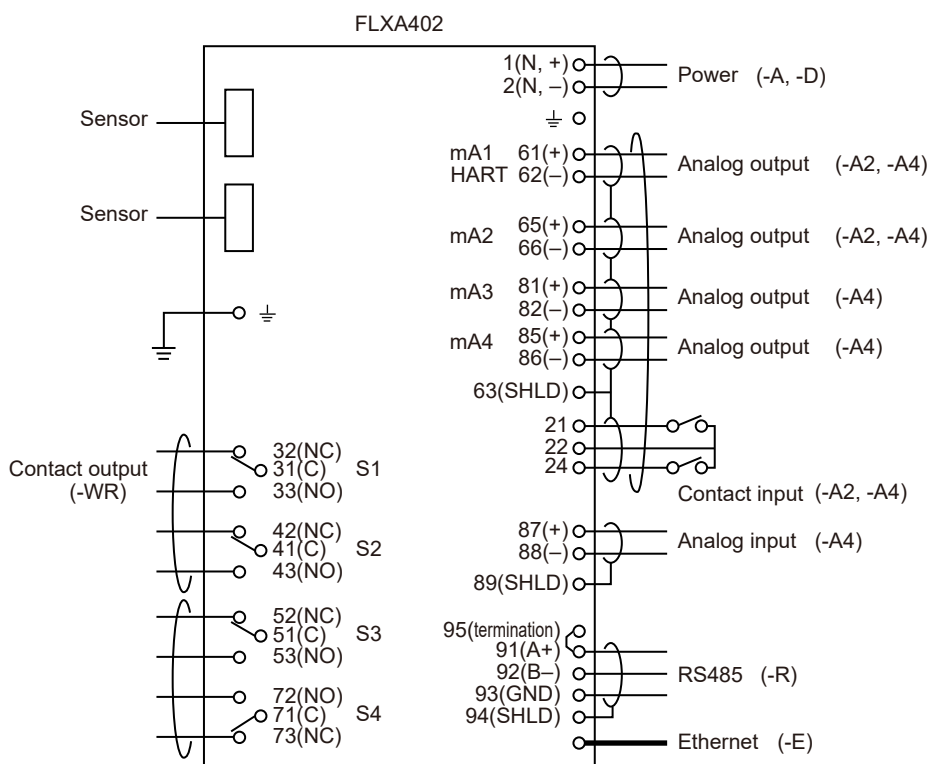 FLXA402
Sensor
Sensor
Contact output
(-WR)
32(NC)
31(C) S1
33(NO)
42(NC)
41(C) S2
43(NO)
52(NC)
51(C) S3
53(NO)
72(NO)
71(C) S4
73(NC)
1(N, +)
2(N, –)
Power (-A, -D)
mA1 61(+)
HART 62(–)
Analog output (-A2, -A4)
mA2
65(+)
66(–)
Analog output (-A2, -A4)
mA3
81(+)
82(–)
Analog output (-A4)
mA4
85(+)
86(–)
Analog output (-A4)
63(SHLD)
21
22
24
Contact input (-A2, -A4)
87(+)
88(–)
Analog input (-A4)
89(SHLD)
95(termination)
91(A+)
92(B–)
93(GND)
94(SHLD)
RS485 (-R)
Ethernet (-E)